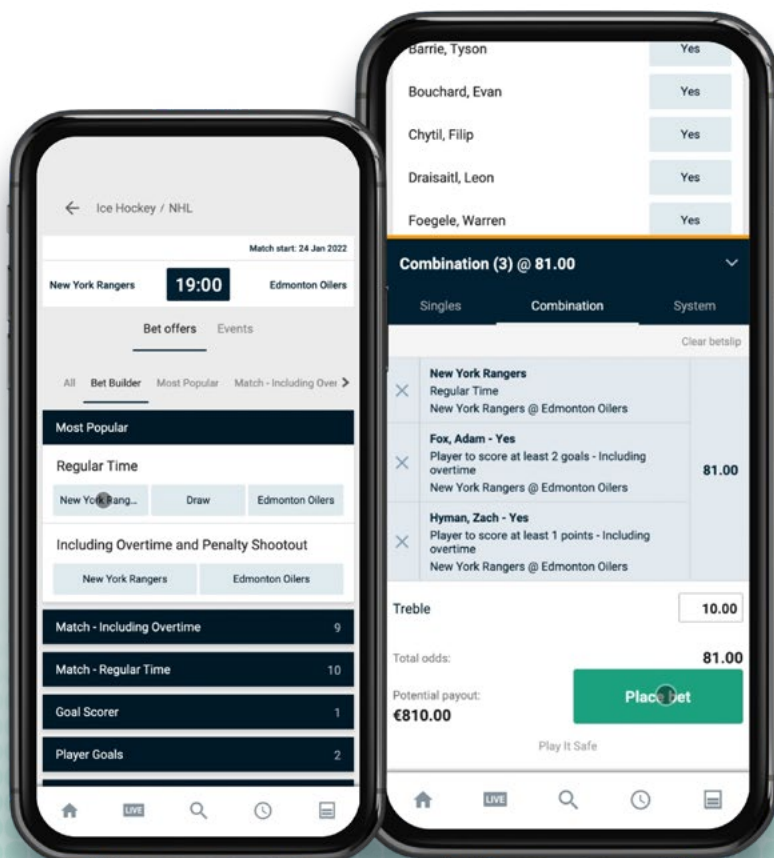 Ice Hockey / NHL
Match start: 24 Jan 2022
New York Rangers 19:00 Edmonton Oilers
Bet offers Events
All Bet Builder Most Popular Match - Including Over
Most Popular
Regular Time
New York Rang... Draw Edmonton Oilers
Including Overtime and Penalty Shootout
New York Rangers Edmonton Oilers
Match - Including Overtime 9
Match - Regular Time 10
Goal Scorer 1
Player Goals 2
LIVE
Barrie, Tyson Yes
Bouchard, Evan Yes
Chytil, Filip Yes
Draisaitl, Leon Yes
Foegele, Warren Yes
Combination (3) @ 81.00
Singles Combination System
Clear betslip
New York Rangers
Regular Time
New York Rangers @ Edmonton Oilers
Fox, Adam - Yes
Player to score at least 2 goals - Including
overtime
New York Rangers @ Edmonton Oilers
81.00
Hyman, Zach - Yes
Player to score at least 1 points - Including
overtime
New York Rangers @ Edmonton Oilers
Treble 10.00
Total odds: 81.00
Potential payout:
€810.00
Place bet
Play It Safe
LIVE